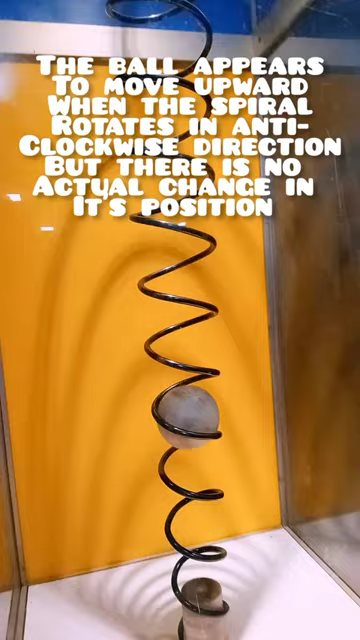 The ball appears
to move upward
when the spiral
rotates in anti-
clockwise direction
but there is no
actual change in
it's position